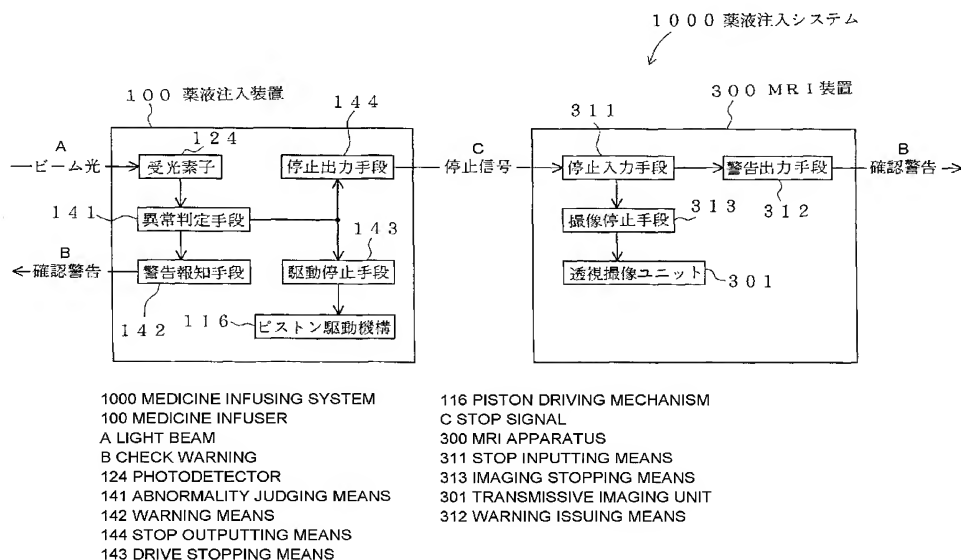 1000 薬液注入システム
100 薬液注入装置
144
311
300 MRI装置
124
A
ビーム光
受光素子
停止出力手段
C
停止信号
停止入力手段
警告出力手段
B
確認警告
141
異常判定手段
143
撮像停止手段
313
312
B
確認警告
警告報知手段
駆動停止手段
透視撮像ユニット
301
142
116
ピストン駆動機構
1000 MEDICINE INFUSING SYSTEM
100 MEDICINE INFUSER
A LIGHT BEAM
B CHECK WARNING
124 PHOTODETECTOR
141 ABNORMALITY JUDGING MEANS
142 WARNING MEANS
144 STOP OUTPUTTING MEANS
143 DRIVE STOPPING MEANS
116 PISTON DRIVING MECHANISM
C STOP SIGNAL
300 MRI APPARATUS
311 STOP INPUTTING MEANS
313 IMAGING STOPPING MEANS
301 TRANSMISSIVE IMAGING UNIT
312 WARNING ISSUING MEANS